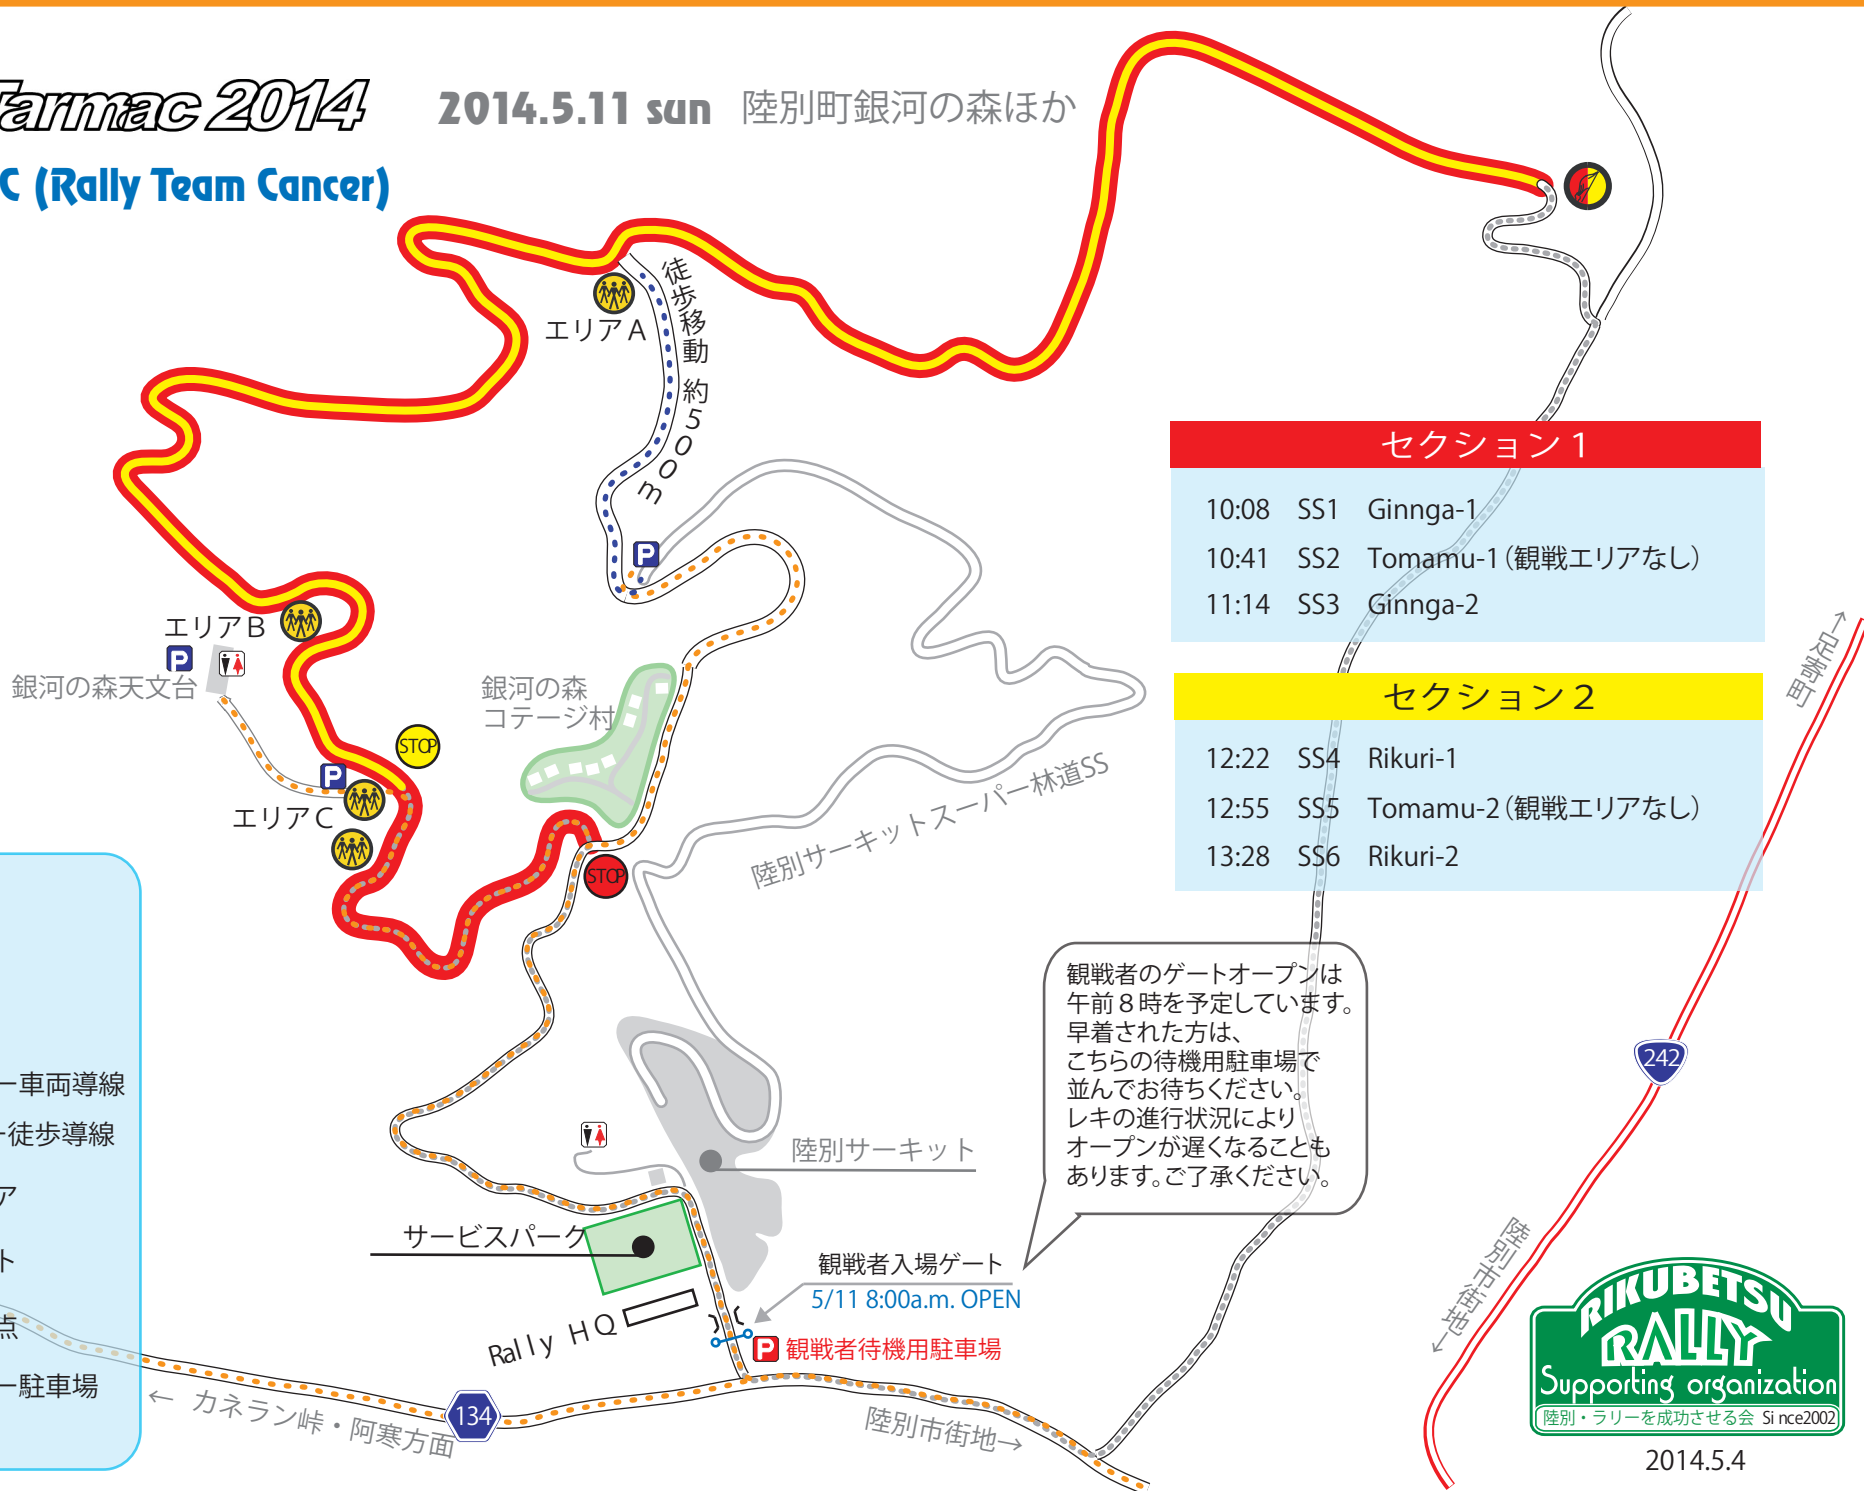 Tarmac 2014
2014.5.11 sun 陸別町銀河の森ほか
C (Rally Team Cancer)
エリアA
徒歩移動 約500m
セクション1
10:08 SS1 Ginnga-1
10:41 SS2 Tomamu-1（観戦エリアなし）
11:14 SS3 Ginnga-2
セクション2
12:22 SS4 Rikuri-1
12:55 SS5 Tomamu-2（観戦エリアなし）
13:28 SS6 Rikuri-2
←足寄町
P
エリアB
P
銀河の森天文台
銀河の森
コテージ村
STOP
P
エリアC
STOP
陸別サーキットスーパー林道SS
観戦者のゲートオープンは
午前8時を予定しています。
早着された方は、
こちらの待機用駐車場で
並んでお待ちください。
レキの進行状況により
オープンが遅くなることも
あります。ご了承ください。
242
ー車両導線
ー徒歩導線
ア
ト
点
ー駐車場
陸別サーキット
サービスパーク
観戦者入場ゲート
5/11 8:00a.m. OPEN
Rally HQ
P 観戦者待機用駐車場
陸別市街地→
← カネラン峠・阿寒方面
134
陸別市街地→
RIKUBETSU
RALLY
Supporting organization
陸別・ラリーを成功させる会 Since2002
2014.5.4